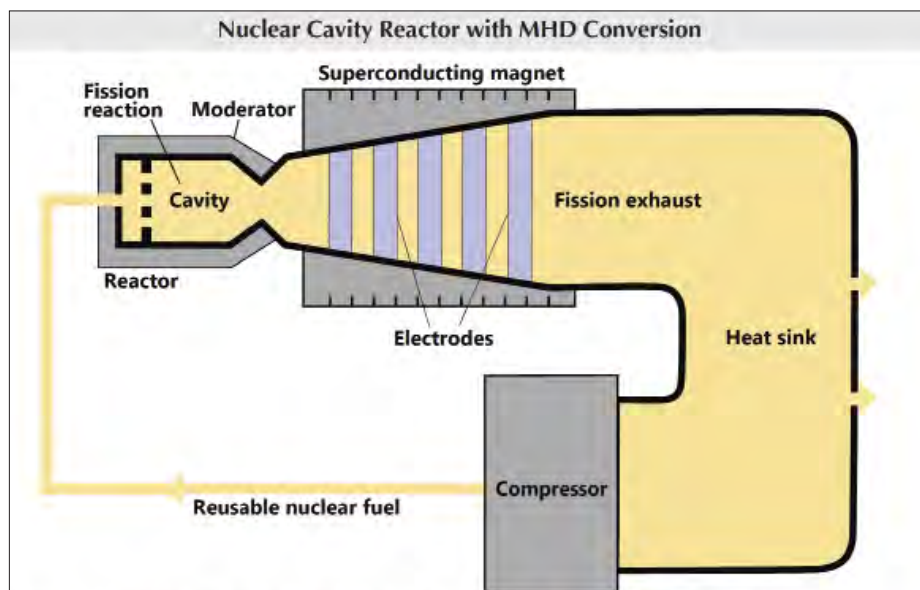 Nuclear Cavity Reactor with MHD Conversion
Superconducting magnet
Fission
reaction
Moderator
Cavity
Fission exhaust
Reactor
Electrodes
Heat sink
Compressor
Reusable nuclear fuel